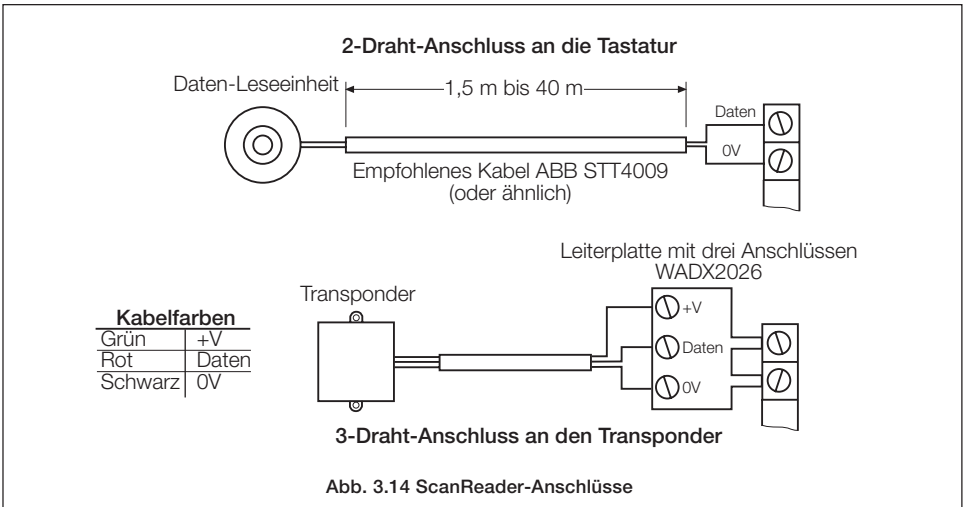 2-Draht-Anschluss an die Tastatur
Daten-Leseeinheit
1,5 m bis 40 m
Daten
0V
Empfohlenes Kabel ABB STT4009
(oder ähnlich)
Leiterplatte mit drei Anschlüssen
WADX2026
Transponder
+V
Daten
0V
Kabelfarben
Grün +V
Rot Daten
Schwarz 0V
3-Draht-Anschluss an den Transponder
Abb. 3.14 ScanReader-Anschlüsse